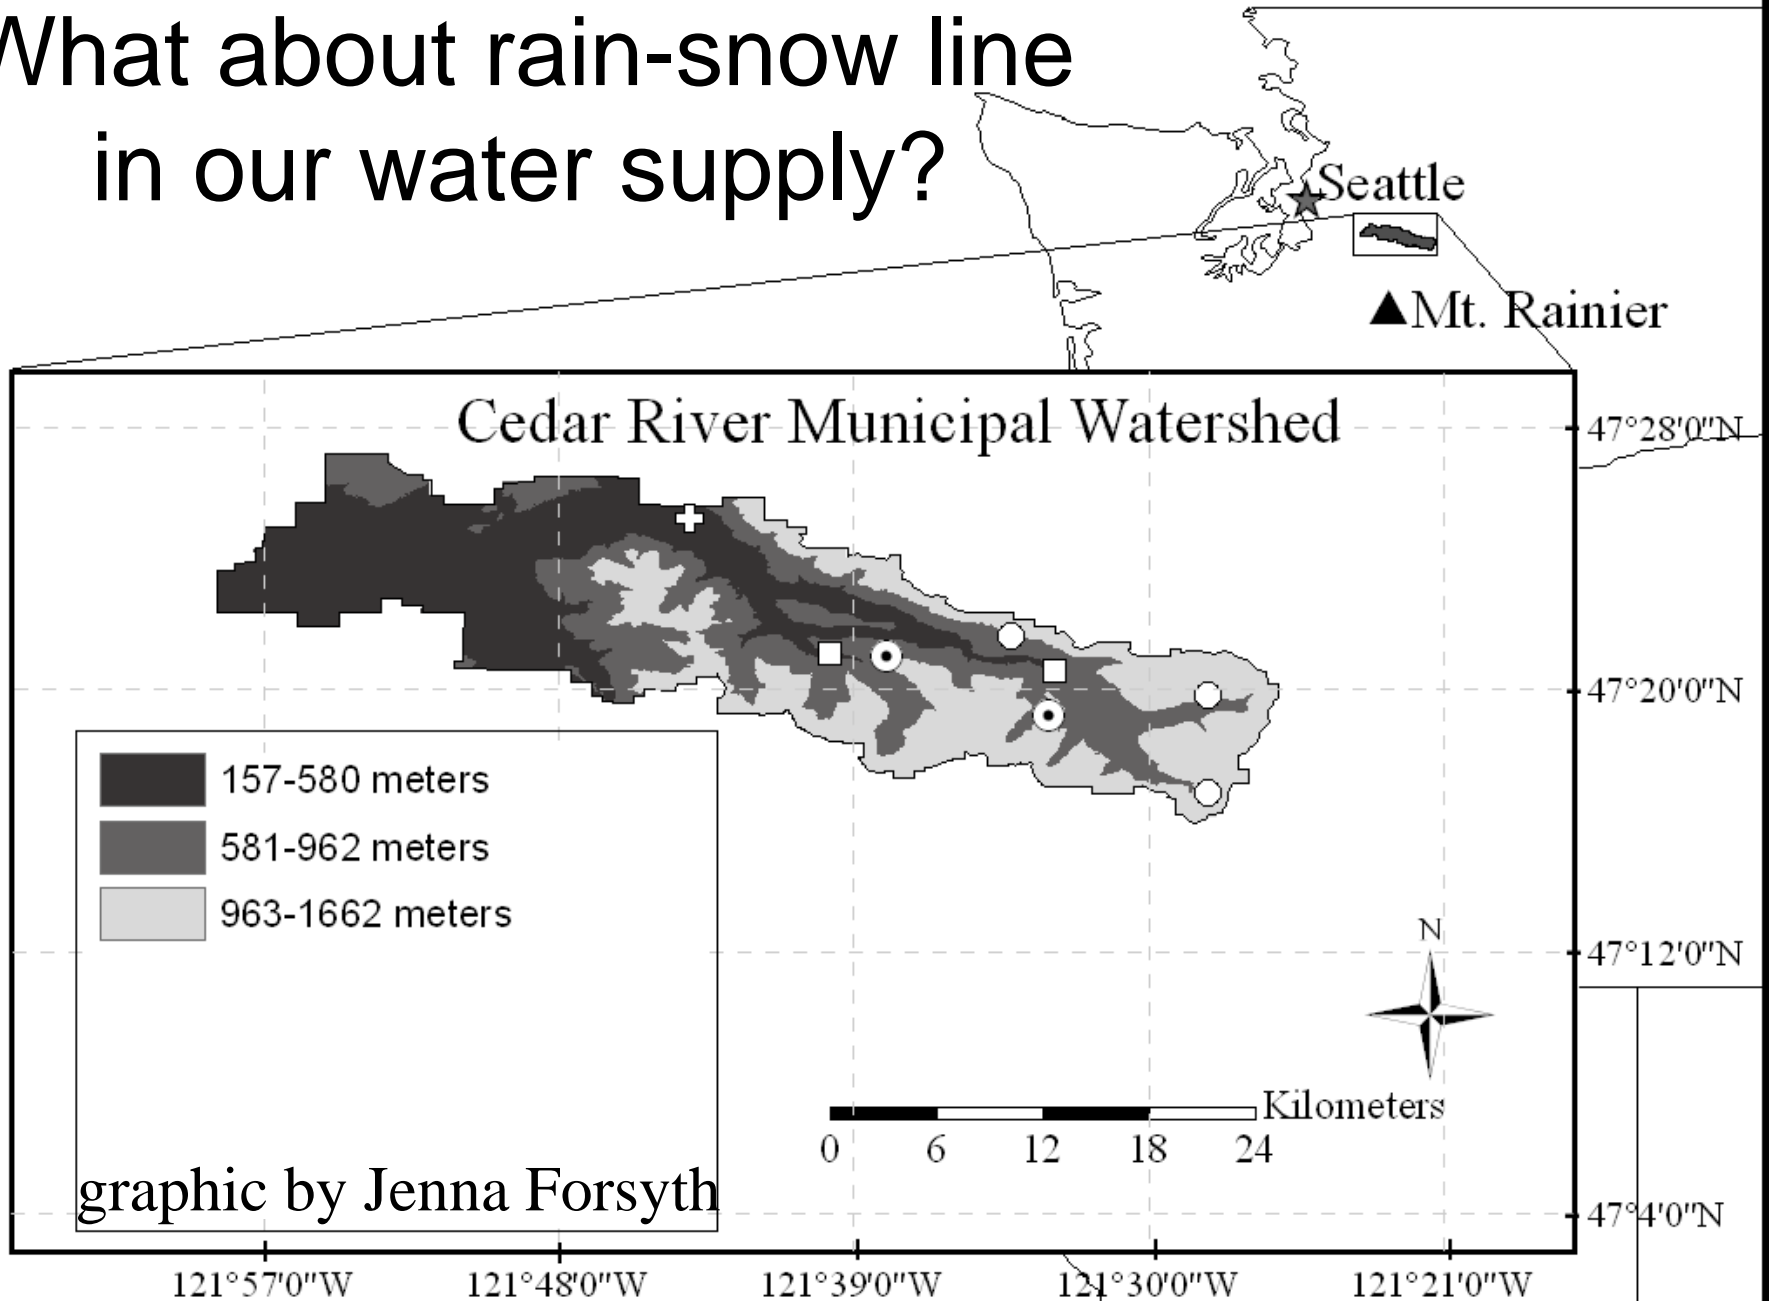 What about rain-snow line
in our water supply?
Seattle
Mt. Rainier
Cedar River Municipal Watershed
47°28'0"N
47°20'0"N
157-580 meters
581-962 meters
963-1662 meters
N
47°12'0"N
Kilometers
0 6 12 18 24
graphic by Jenna Forsyth
47°4'0"N
121°57'0"W 121°48'0"W 121°39'0"W 121°30'0"W 121°21'0"W